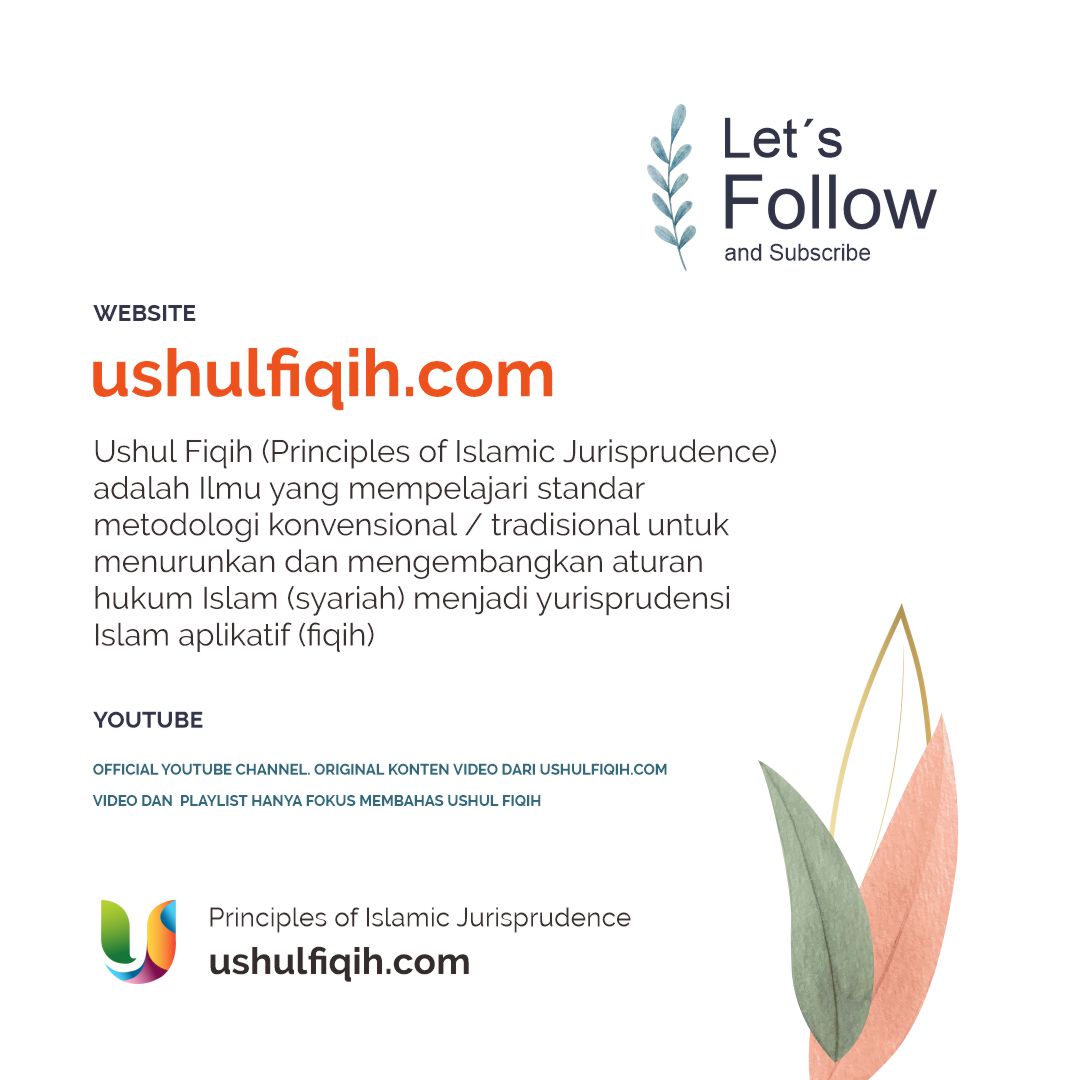 Let´s
Follow
and Subscribe
WEBSITE
ushulfiqih.com
Ushul Fiqih (Principles of Islamic Jurisprudence)
adalah Ilmu yang mempelajari standar
metodologi konvensional / tradisional untuk
menurunkan dan mengembangkan aturan
hukum Islam (syariah) menjadi yurisprudensi
Islam aplikatif (fiqih)
YOUTUBE
OFFICIAL YOUTUBE CHANNEL. ORIGINAL KONTEN VIDEO DARI USHULFIQIH.COM
VIDEO DAN PLAYLIST HANYA FOKUS MEMBAHAS USHUL FIQIH
Principles of Islamic Jurisprudence
ushulfiqih.com